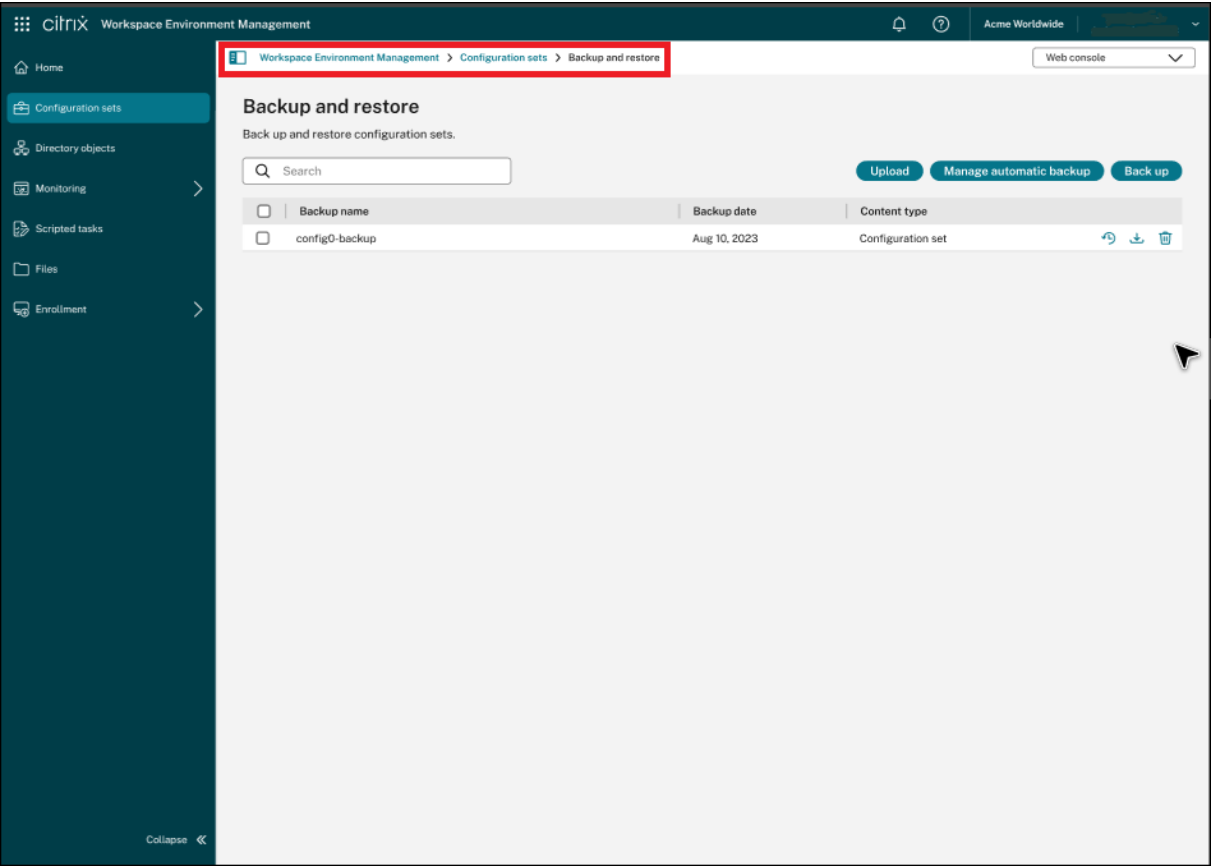 citrix Workspace Environment Management
Acme Worldwide
Home
Configuration sets
Directory objects
Monitoring
Scripted tasks
Files
Enrollment
Collapse
Workspace Environment Management > Configuration sets > Backup and restore
Web console
Backup and restore
Back up and restore configuration sets.
Search
Upload Manage automatic backup Back up
Backup name Backup date Content type
config0-backup Aug 10, 2023 Configuration set